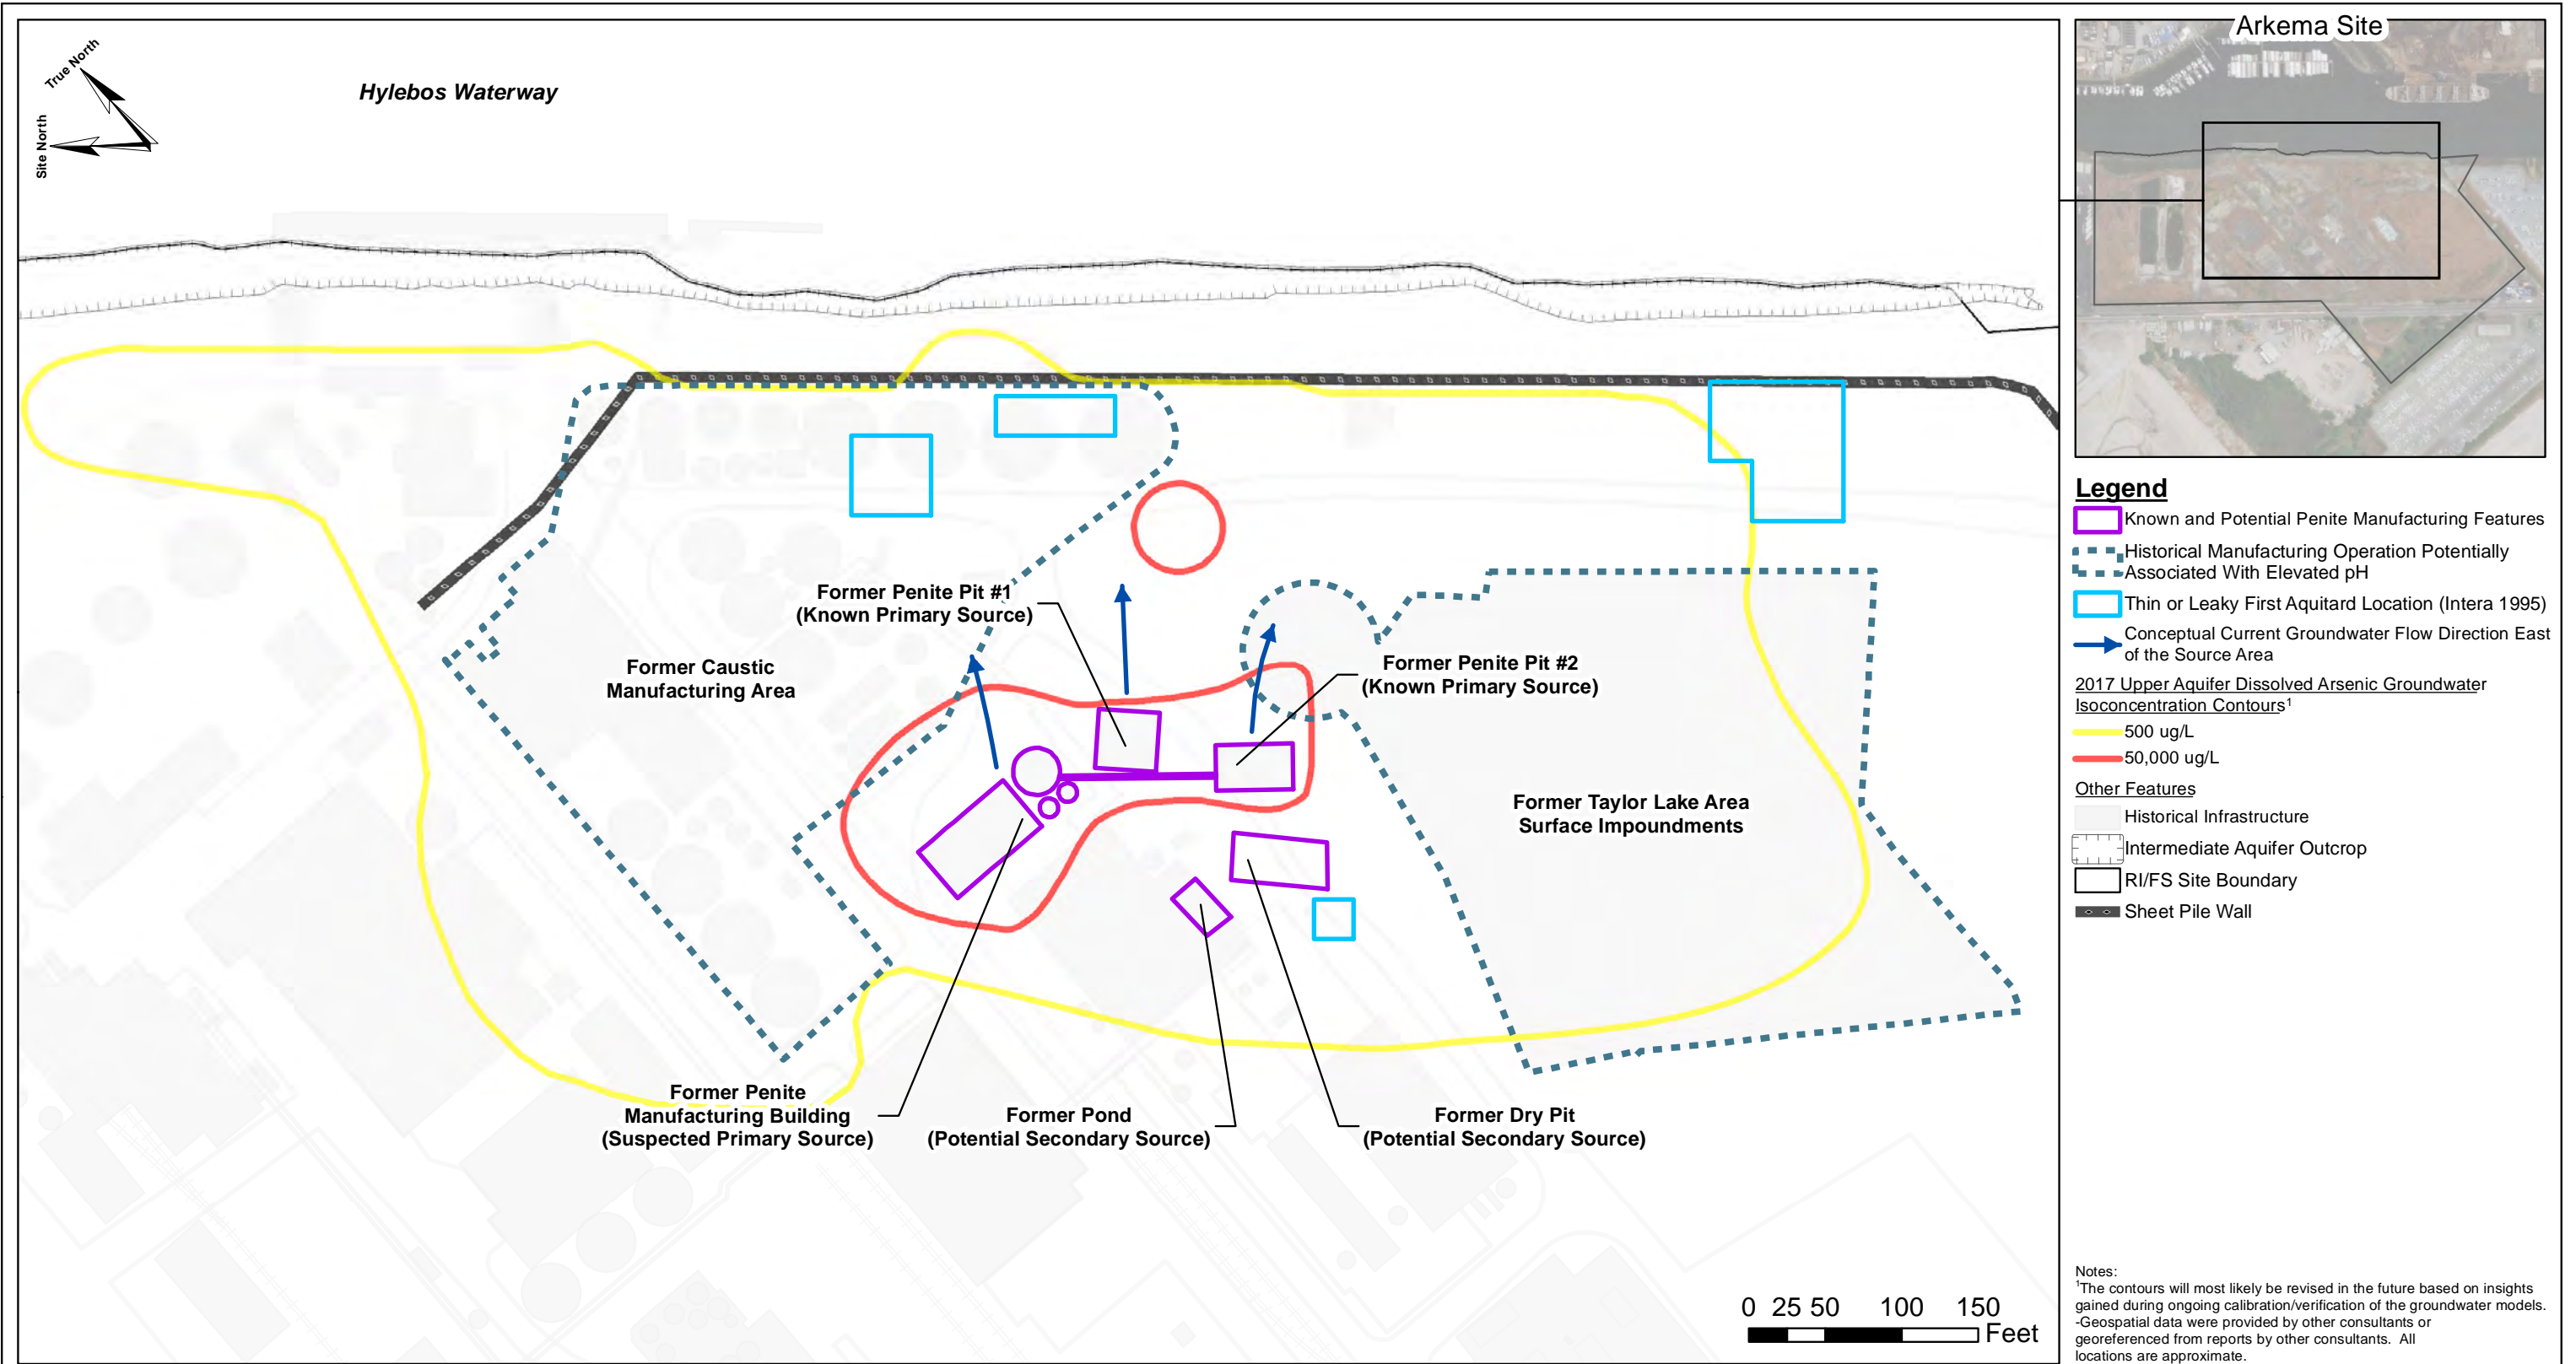 True North
Site North
Hylebos Waterway
Former Penite Pit #1
(Known Primary Source)
Former Caustic
Manufacturing Area
Former Penite Pit #2
(Known Primary Source)
Former Taylor Lake Area
Surface Impoundments
Former Penite
Manufacturing Building
(Suspected Primary Source)
Former Pond
(Potential Secondary Source)
Former Dry Pit
(Potential Secondary Source)
0 25 50 100 150
Feet
Arkema Site
Legend
Known and Potential Penite Manufacturing Features
Historical Manufacturing Operation Potentially
Associated With Elevated pH
Thin or Leaky First Aquitard Location (Intera 1995)
Conceptual Current Groundwater Flow Direction East
of the Source Area
2017 Upper Aquifer Dissolved Arsenic Groundwater
Isoconcentration Contours¹
500 ug/L
50,000 ug/L
Other Features
Historical Infrastructure
Intermediate Aquifer Outcrop
RI/FS Site Boundary
Sheet Pile Wall
Notes:
¹The contours will most likely be revised in the future based on insights
gained during ongoing calibration/verification of the groundwater models.
-Geospatial data were provided by other consultants or
georeferenced from reports by other consultants. All
locations are approximate.